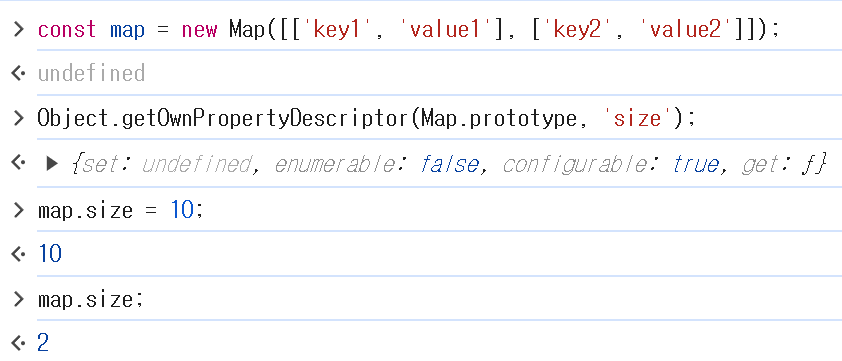 > const map = new Map([['key1', 'value1'], ['key2', 'value2']]);
<· undefined
> Object.getOwnPropertyDescriptor(Map.prototype, 'size');
<· ▶ {set: undefined, enumerable: false, configurable: true, get: ƒ}
> map.size = 10;
<· 10
> map.size;
<· 2